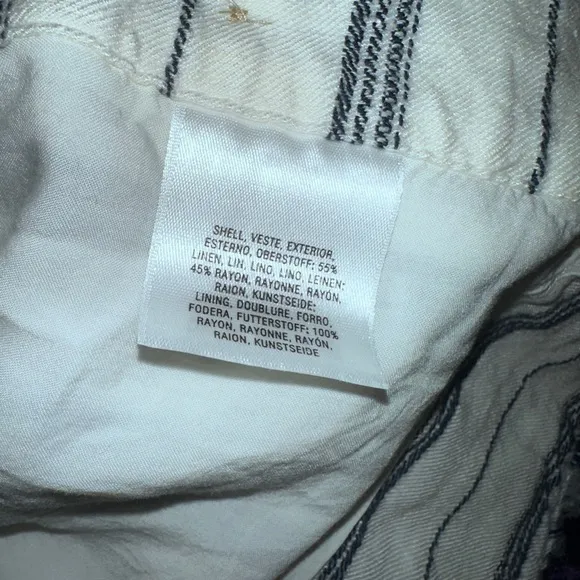 SHELL, VESTE, EXTERIOR,
ESTERNO, OBERSTOFF: 55%
LINEN, LIN, LINO, LINO, LEINEN;
45% RAYON, RAYONNE, RAYÓN,
RAION, KUNSTSEIDE;
LINING, DOUBLURE, FORRO,
FODERA, FUTTERSTOFF: 100%
RAYON, RAYONNE, RAYÓN,
RAION, KUNSTSEIDE